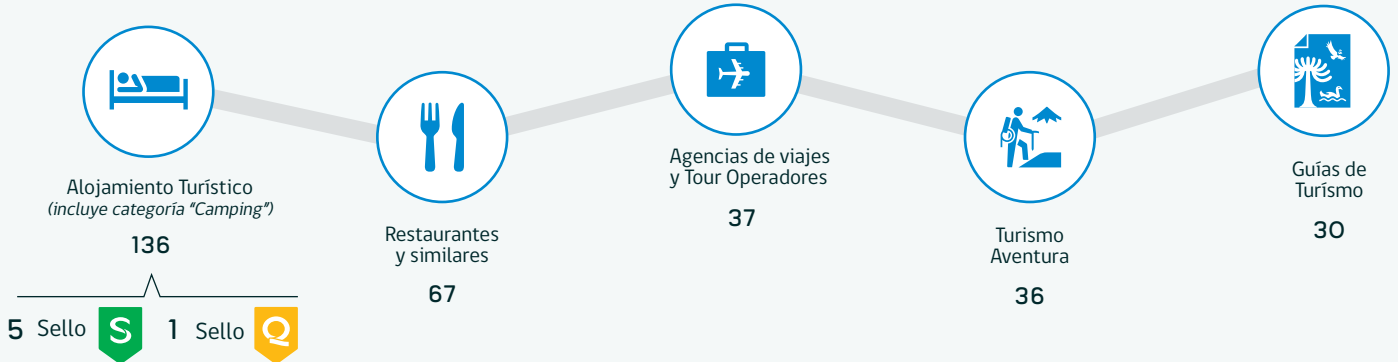 Alojamiento Turístico
(incluye categoría "Camping")
136
5 Sello S 1 Sello Q
Restaurantes
y similares
67
Agencias de viajes
y Tour Operadores
37
Turismo
Aventura
36
Guías de
Turísmo
30